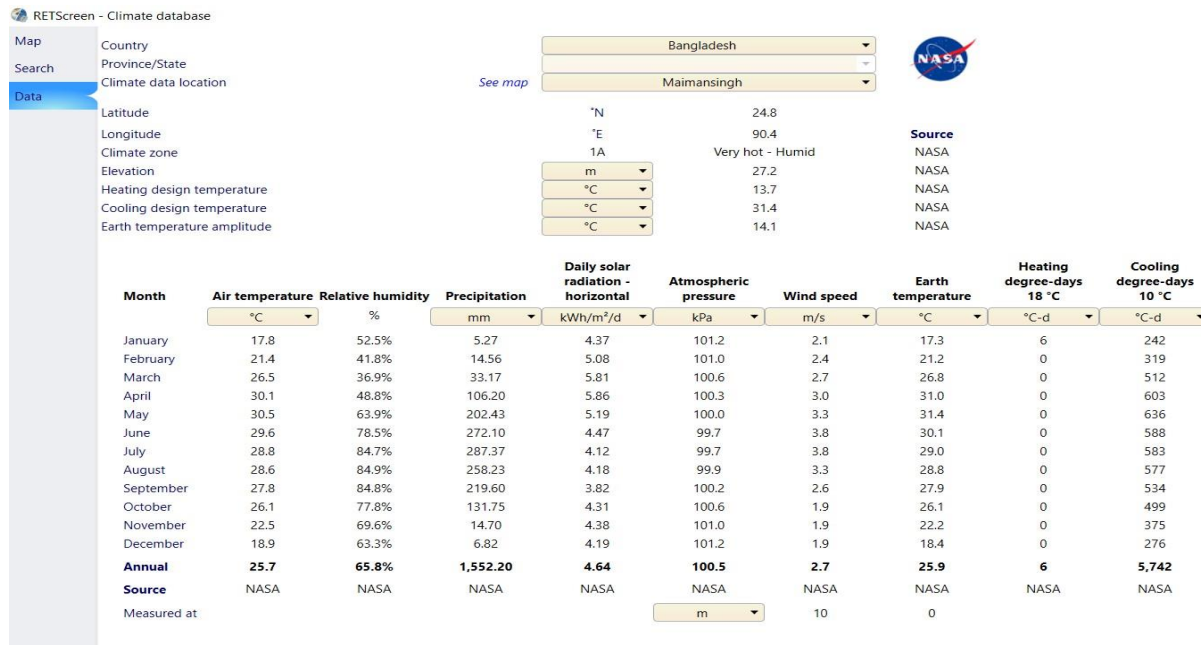 RETScreen - Climate database
Map
Search
Data
Country Bangladesh
Province/State
Climate data location See map Maimansingh
NASA
Latitude °N 24.8
Longitude °E 90.4 Source
Climate zone 1A Very hot - Humid NASA
Elevation m 27.2 NASA
Heating design temperature °C 13.7 NASA
Cooling design temperature °C 31.4 NASA
Earth temperature amplitude °C 14.1 NASA
Month Air temperature Relative humidity Precipitation Daily solar radiation - horizontal Atmospheric pressure Wind speed Earth temperature Heating degree-days 18 °C Cooling degree-days 10 °C
°C % mm kWh/m²/d kPa m/s °C °C-d °C-d
January 17.8 52.5% 5.27 4.37 101.2 2.1 17.3 6 242
February 21.4 41.8% 14.56 5.08 101.0 2.4 21.2 0 319
March 26.5 36.9% 33.17 5.81 100.6 2.7 26.8 0 512
April 30.1 48.8% 106.20 5.86 100.3 3.0 31.0 0 603
May 30.5 63.9% 202.43 5.19 100.0 3.3 31.4 0 636
June 29.6 78.5% 272.10 4.47 99.7 3.8 30.1 0 588
July 28.8 84.7% 287.37 4.12 99.7 3.8 29.0 0 583
August 28.6 84.9% 258.23 4.18 99.9 3.3 28.8 0 577
September 27.8 84.8% 219.60 3.82 100.2 2.6 27.9 0 534
October 26.1 77.8% 131.75 4.31 100.6 1.9 26.1 0 499
November 22.5 69.6% 14.70 4.38 101.0 1.9 22.2 0 375
December 18.9 63.3% 6.82 4.19 101.2 1.9 18.4 0 276
Annual 25.7 65.8% 1,552.20 4.64 100.5 2.7 25.9 6 5,742
Source NASA NASA NASA NASA NASA NASA NASA NASA NASA
Measured at m 10 0